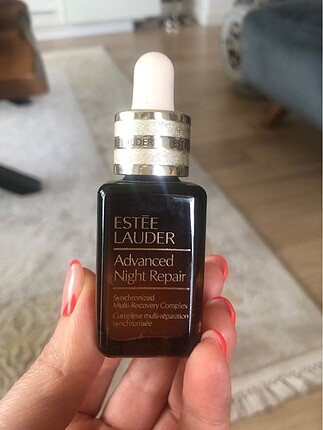 LAUDER
ESTĒE
LAUDER
Advanced
Night Repair
Synchronized
Multi-Recovery Complex
Complexe multi-réparation
synchronisée